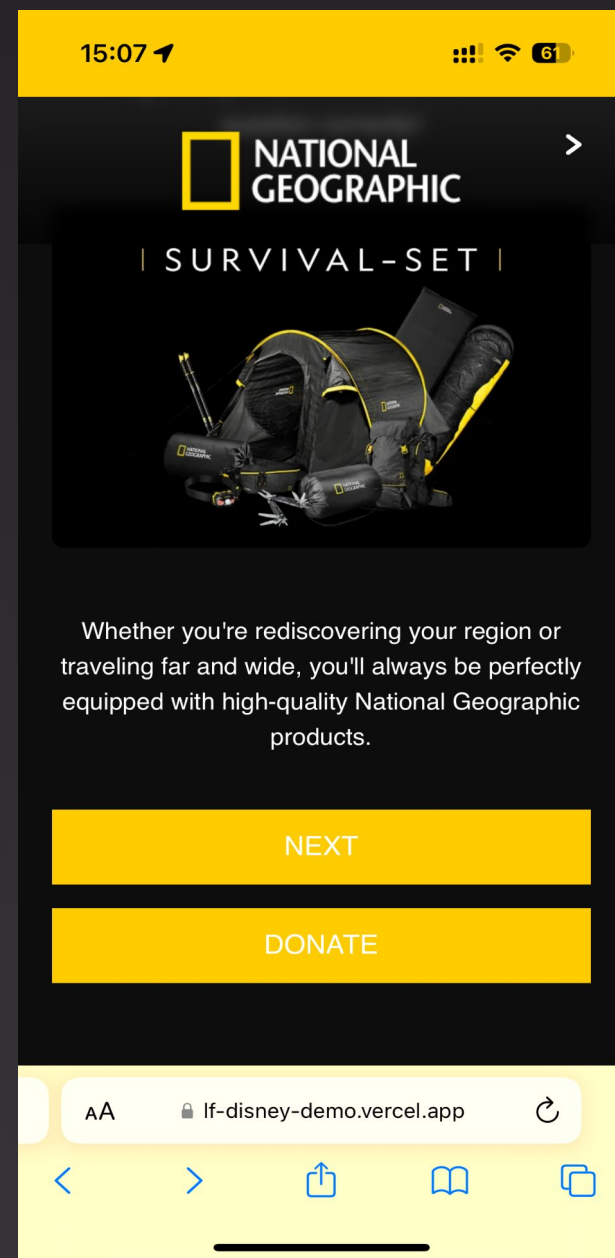 15:07
61
NATIONAL
GEOGRAPHIC
| SURVIVAL-SET |
NATIONAL
GEOGRAPHIC
Whether you're rediscovering your region or
traveling far and wide, you'll always be perfectly
equipped with high-quality National Geographic
products.
NEXT
DONATE
AA
lf-disney-demo.vercel.app